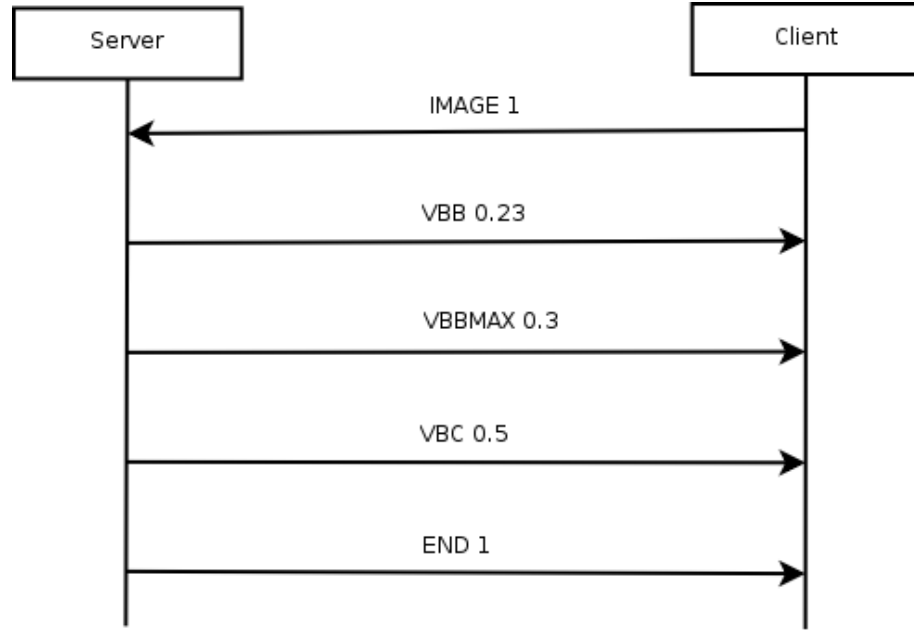 Server
Client
IMAGE 1
VBB 0.23
VBBMAX 0.3
VBC 0.5
END 1